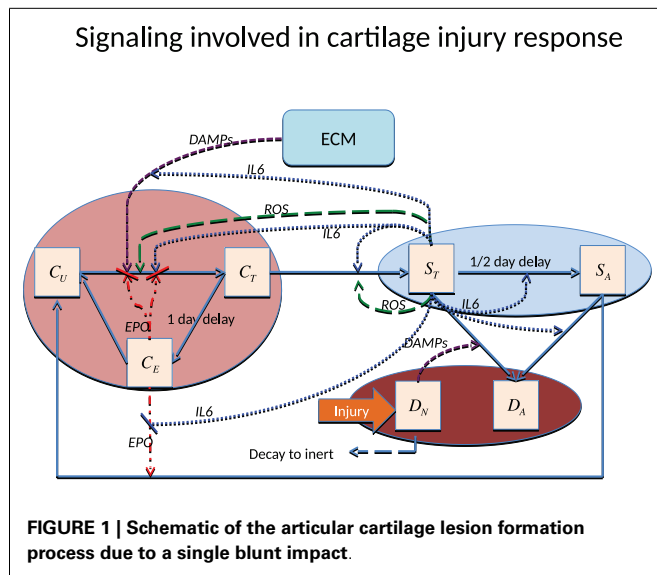 Signaling involved in cartilage injury response
ECM
DAMPs
IL6
ROS
IL6
C_U
C_T
S_T
1/2 day delay
S_A
EPO
1 day delay
ROS
IL6
C_E
DAMPs
IL6
Injury
D_N
D_A
EPO
Decay to inert
FIGURE 1 | Schematic of the articular cartilage lesion formation
process due to a single blunt impact.